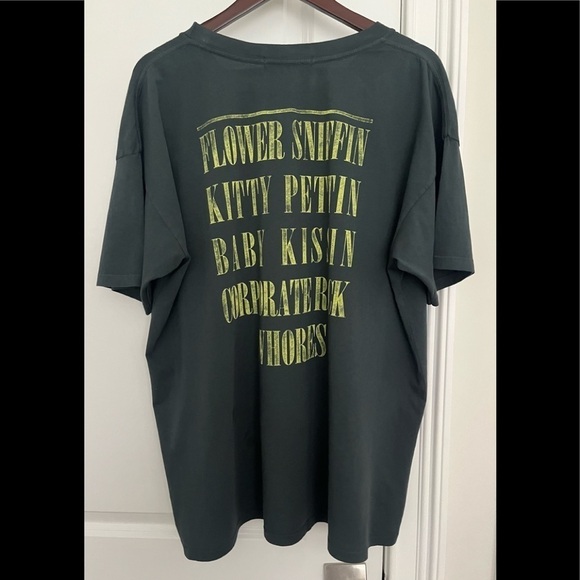 FLOWER SNIFFIN
KITTY PETTIN
BABY KISSIN
CORPORATE ROCK
WHORES